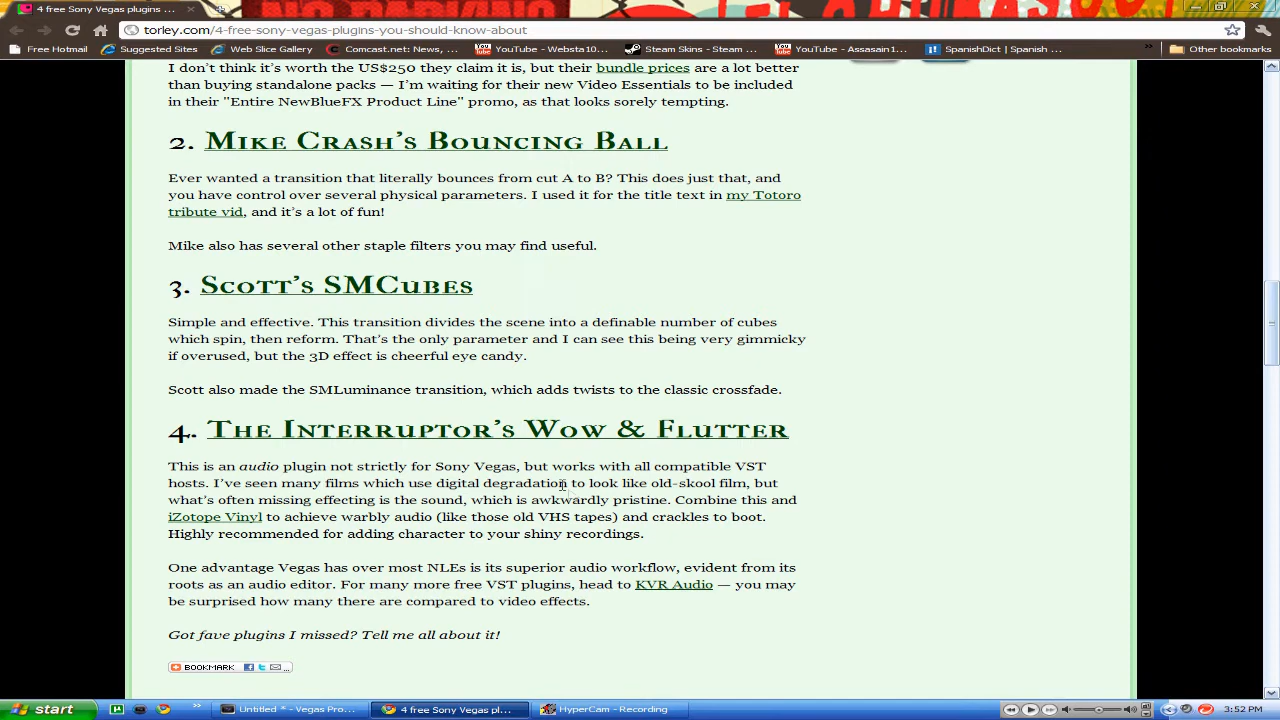 4 free Sony Vegas plugins ...
torley.com/4-free-sony-vegas-plugins-you-should-know-about
Free Hotmail Suggested Sites Web Slice Gallery Comcast.net: News, ... YouTube - Websta10... Steam Skins - Steam ... YouTube - Assasain1... SpanishDict | Spanish ... » Other bookmarks
I don't think it's worth the US$250 they claim it is, but their bundle prices are a lot better
than buying standalone packs — I'm waiting for their new Video Essentials to be included
in their "Entire NewBlueFX Product Line" promo, as that looks sorely tempting.
2. Mike Crash's Bouncing Ball
Ever wanted a transition that literally bounces from cut A to B? This does just that, and
you have control over several physical parameters. I used it for the title text in my Totoro
tribute vid, and it's a lot of fun!
Mike also has several other staple filters you may find useful.
3. Scott's SMCubes
Simple and effective. This transition divides the scene into a definable number of cubes
which spin, then reform. That's the only parameter and I can see this being very gimmicky
if overused, but the 3D effect is cheerful eye candy.
Scott also made the SMLuminance transition, which adds twists to the classic crossfade.
4. The Interruptor's Wow & Flutter
This is an audio plugin not strictly for Sony Vegas, but works with all compatible VST
hosts. I've seen many films which use digital degradation to look like old-skool film, but
what's often missing effecting is the sound, which is awkwardly pristine. Combine this and
iZotope Vinyl to achieve warbly audio (like those old VHS tapes) and crackles to boot.
Highly recommended for adding character to your shiny recordings.
One advantage Vegas has over most NLEs is its superior audio workflow, evident from its
roots as an audio editor. For many more free VST plugins, head to KVR Audio — you may
be surprised how many there are compared to video effects.
Got fave plugins I missed? Tell me all about it!
BOOKMARK ...
start » Untitled * - Vegas Pro... 4 free Sony Vegas pl... HyperCam - Recording 3:52 PM